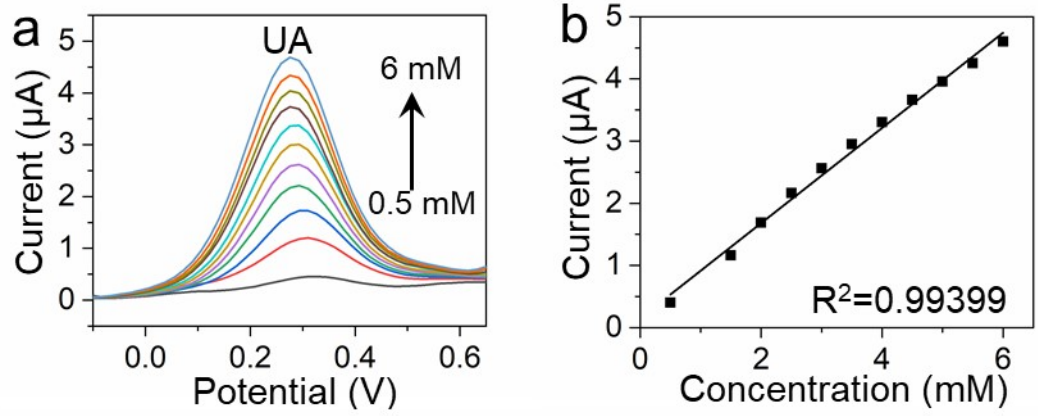 a
UA
6 mM
0.5 mM
Current (µA)
5
4
3
2
1
0
0.0 0.2 0.4 0.6
Potential (V)
b
Current (µA)
5
4
3
2
1
0
R²=0.99399
0 2 4 6
Concentration (mM)